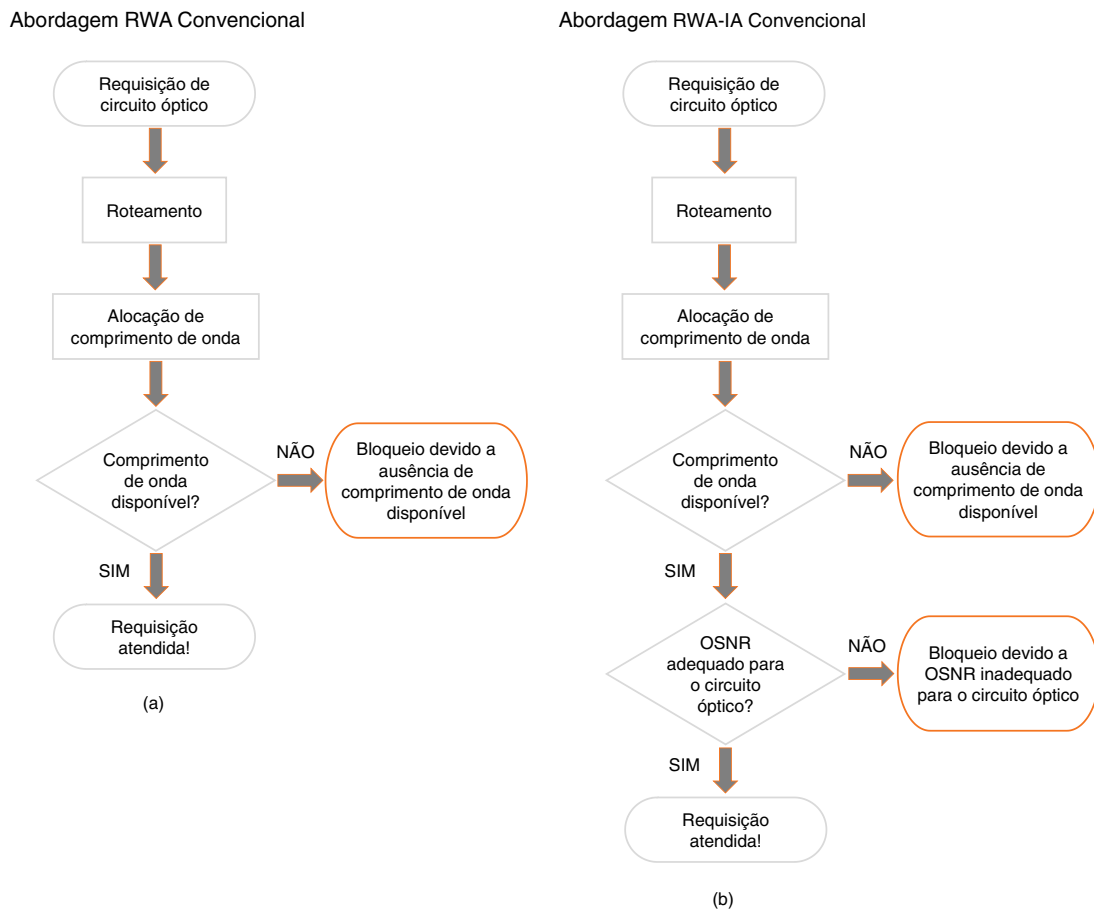 Abordagem RWA Convencional
Requisição de
circuito óptico
Roteamento
Alocação de
comprimento de onda
Comprimento
de onda
disponível?
NÃO
Bloqueio devido a
ausência de
comprimento de onda
disponível
SIM
Requisição
atendida!
(a)
Abordagem RWA-IA Convencional
Requisição de
circuito óptico
Roteamento
Alocação de
comprimento de onda
Comprimento
de onda
disponível?
NÃO
Bloqueio devido a
ausência de
comprimento de onda
disponível
SIM
OSNR
adequado para
o circuito
óptico?
NÃO
Bloqueio devido a
OSNR inadequado
para o circuito óptico
SIM
Requisição
atendida!
(b)